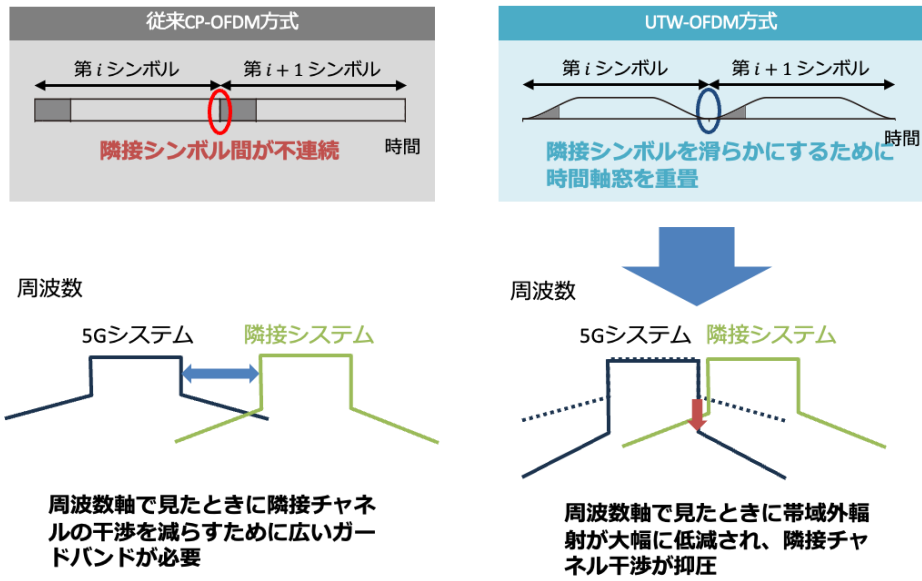 従来CP-OFDM方式
第 i シンボル
第 i + 1 シンボル
隣接シンボル間が不連続
時間
周波数
5Gシステム
隣接システム
周波数軸で見たときに隣接チャネ
ルの干渉を減らすために広いガー
ドバンドが必要
UTW-OFDM方式
第 i シンボル
第 i + 1 シンボル
時間
隣接シンボルを滑らかにするために
時間軸窓を重畳
周波数
5Gシステム
隣接システム
周波数軸で見たときに帯域外輻
射が大幅に低減され、隣接チャ
ネル干渉が抑圧